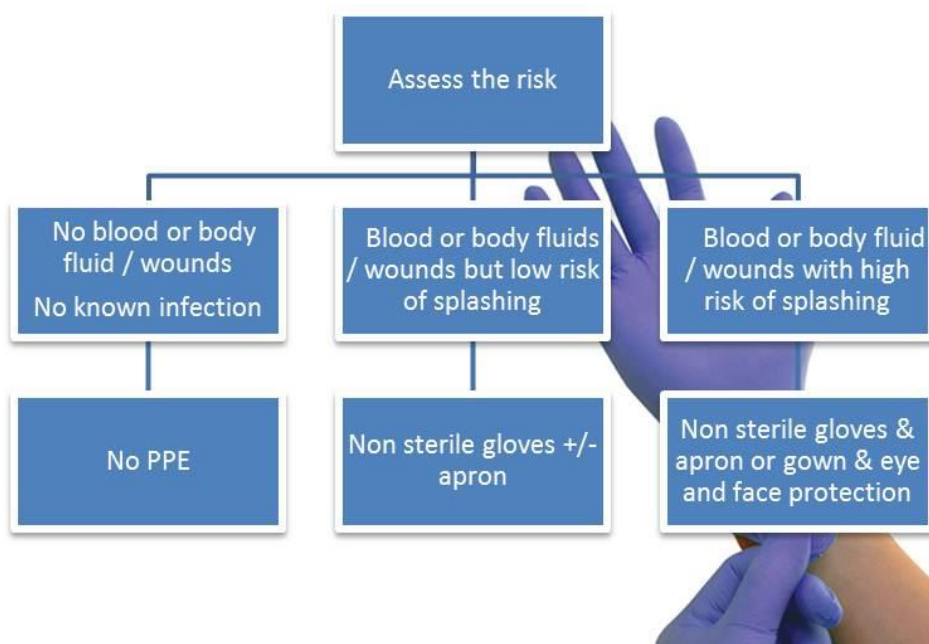 Assess the risk
No blood or body
fluid / wounds
No known infection
Blood or body fluids
/ wounds but low risk
of splashing
Blood or body fluid
/ wounds with high
risk of splashing
No PPE
Non sterile gloves +/-
apron
Non sterile gloves &
apron or gown & eye
and face protection